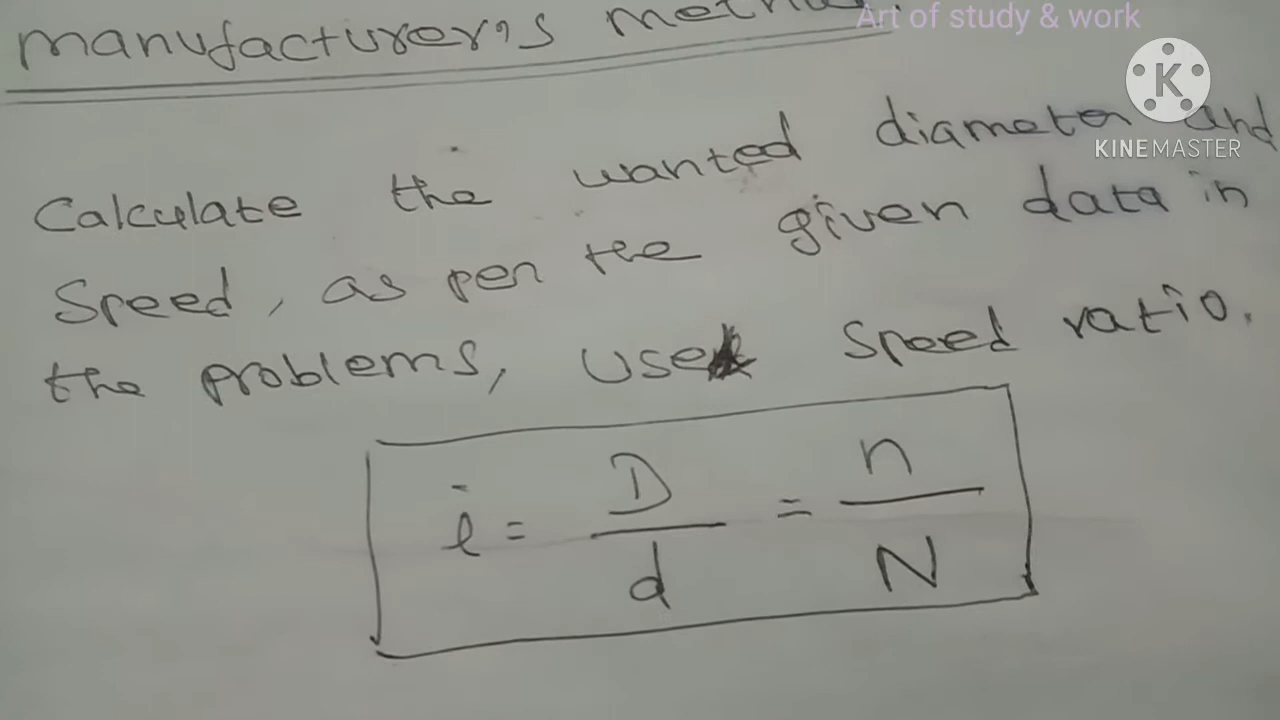 Art of study & work
manufacturer's
K
KINEMASTER
Calculate the wanted diameter and
Speed, as per the given data in
the problems, use Speed ratio.
i = D/d = n/N